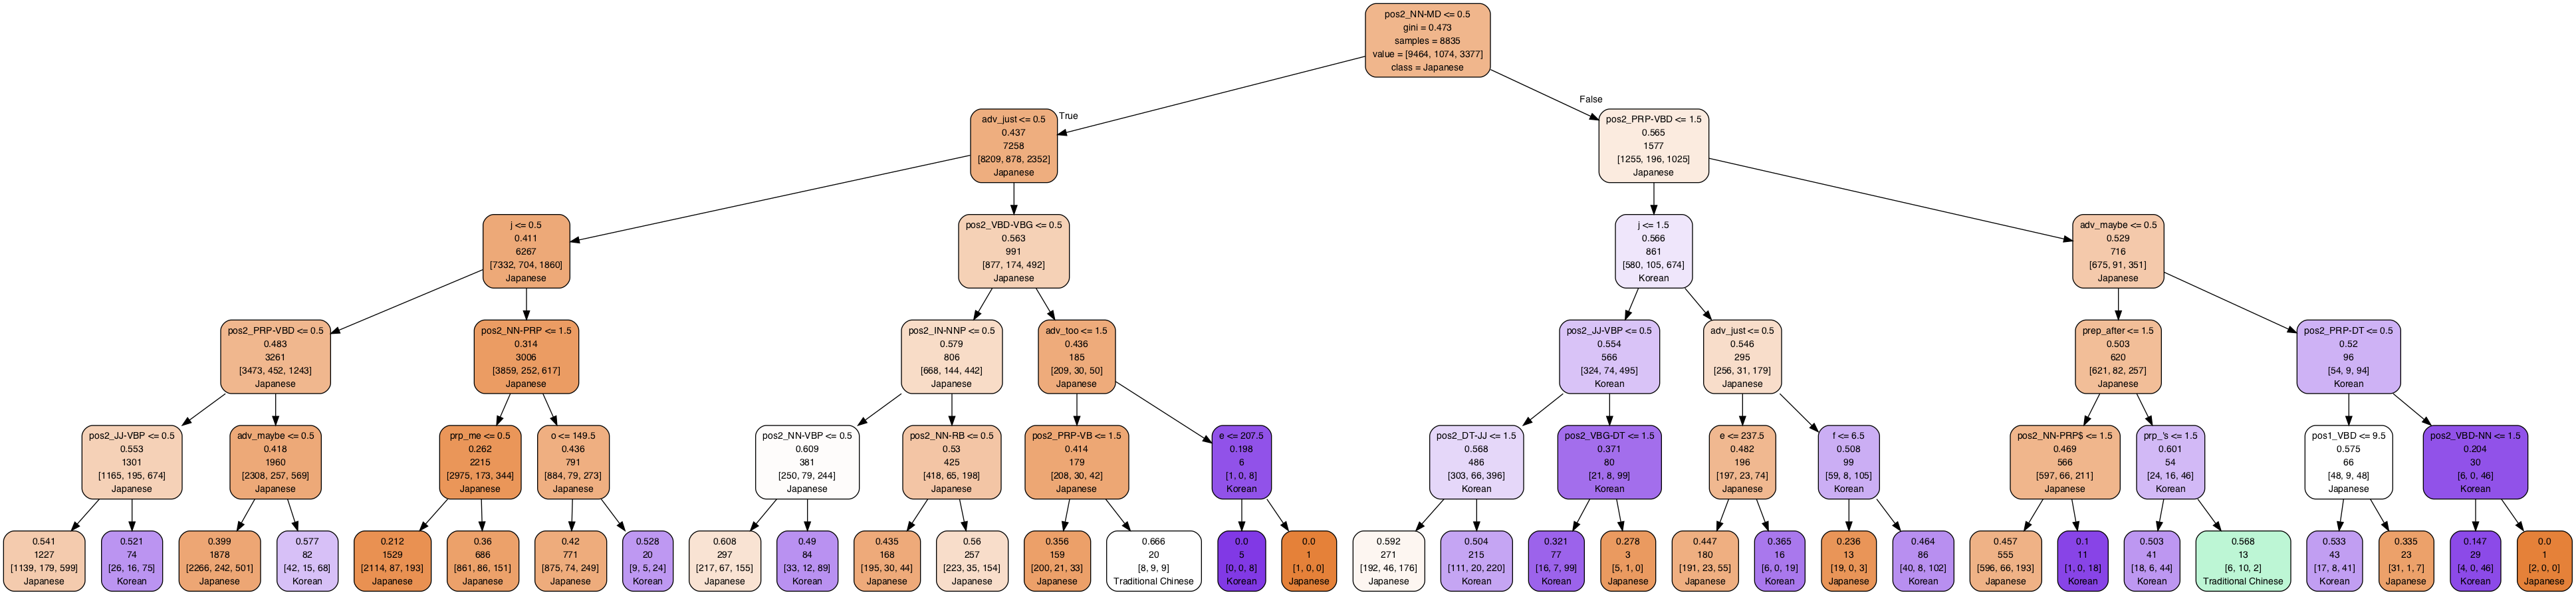 pos2_NN-MD <= 0.5
gini = 0.473
samples = 8835
value = [9464, 1074, 3377]
class = Japanese
True
False
adv_just <= 0.5
0.437
7258
[8209, 878, 2352]
Japanese
pos2_PRP-VBD <= 1.5
0.565
1577
[1255, 196, 1025]
Japanese
j <= 0.5
0.411
6267
[7332, 704, 1860]
Japanese
pos2_VBD-VBG <= 0.5
0.563
991
[877, 174, 492]
Japanese
j <= 1.5
0.566
861
[580, 105, 674]
Korean
adv_maybe <= 0.5
0.529
716
[675, 91, 351]
Japanese
pos2_PRP-VBD <= 0.5
0.483
3261
[3473, 452, 1243]
Japanese
pos2_NN-PRP <= 1.5
0.314
3006
[3859, 252, 617]
Japanese
pos2_IN-NNP <= 0.5
0.579
806
[668, 144, 442]
Japanese
adv_too <= 1.5
0.436
185
[209, 30, 50]
Japanese
pos2_JJ-VBP <= 0.5
0.554
566
[324, 74, 495]
Korean
adv_just <= 0.5
0.546
295
[256, 31, 179]
Japanese
prep_after <= 1.5
0.503
620
[621, 82, 257]
Japanese
pos2_PRP-DT <= 0.5
0.52
96
[54, 9, 94]
Korean
pos2_JJ-VBP <= 0.5
0.553
1301
[1165, 195, 674]
Japanese
adv_maybe <= 0.5
0.418
1960
[2308, 257, 569]
Japanese
prp_me <= 0.5
0.262
2215
[2975, 173, 344]
Japanese
o <= 149.5
0.436
791
[884, 79, 273]
Japanese
pos2_NN-VBP <= 0.5
0.609
381
[250, 79, 244]
Japanese
pos2_NN-RB <= 0.5
0.53
425
[418, 65, 198]
Japanese
pos2_PRP-VB <= 1.5
0.414
179
[208, 30, 42]
Japanese
e <= 207.5
0.198
6
[1, 0, 8]
Korean
pos2_DT-JJ <= 1.5
0.568
486
[303, 66, 396]
Korean
pos2_VBG-DT <= 1.5
0.371
80
[21, 8, 99]
Korean
e <= 237.5
0.482
196
[197, 23, 74]
Japanese
f <= 6.5
0.508
99
[59, 8, 105]
Korean
pos2_NN-PRP$ <= 1.5
0.469
566
[597, 66, 211]
Japanese
prp_'s <= 1.5
0.601
54
[24, 16, 46]
Korean
pos1_VBD <= 9.5
0.575
66
[48, 9, 48]
Japanese
pos2_VBD-NN <= 1.5
0.204
30
[6, 0, 46]
Korean
0.541
1227
[1139, 179, 599]
Japanese
0.521
74
[26, 16, 75]
Korean
0.399
1878
[2266, 242, 501]
Japanese
0.577
82
[42, 15, 68]
Korean
0.212
1529
[2114, 87, 193]
Japanese
0.36
686
[861, 86, 151]
Japanese
0.42
771
[875, 74, 249]
Japanese
0.528
20
[9, 5, 24]
Korean
0.608
297
[217, 67, 155]
Japanese
0.49
84
[33, 12, 89]
Korean
0.435
168
[195, 30, 44]
Japanese
0.56
257
[223, 35, 154]
Japanese
0.356
159
[200, 21, 33]
Japanese
0.666
20
[8, 9, 9]
Traditional Chinese
0.0
5
[0, 0, 8]
Korean
0.0
1
[1, 0, 0]
Japanese
0.592
271
[192, 46, 176]
Japanese
0.504
215
[111, 20, 220]
Korean
0.321
77
[16, 7, 99]
Korean
0.278
3
[5, 1, 0]
Japanese
0.447
180
[191, 23, 55]
Japanese
0.365
16
[6, 0, 19]
Korean
0.236
13
[19, 0, 3]
Japanese
0.464
86
[40, 8, 102]
Korean
0.457
555
[596, 66, 193]
Japanese
0.1
11
[1, 0, 18]
Korean
0.503
41
[18, 6, 44]
Korean
0.568
13
[6, 10, 2]
Traditional Chinese
0.533
43
[17, 8, 41]
Korean
0.335
23
[31, 1, 7]
Japanese
0.147
29
[4, 0, 46]
Korean
0.0
1
[2, 0, 0]
Japanese